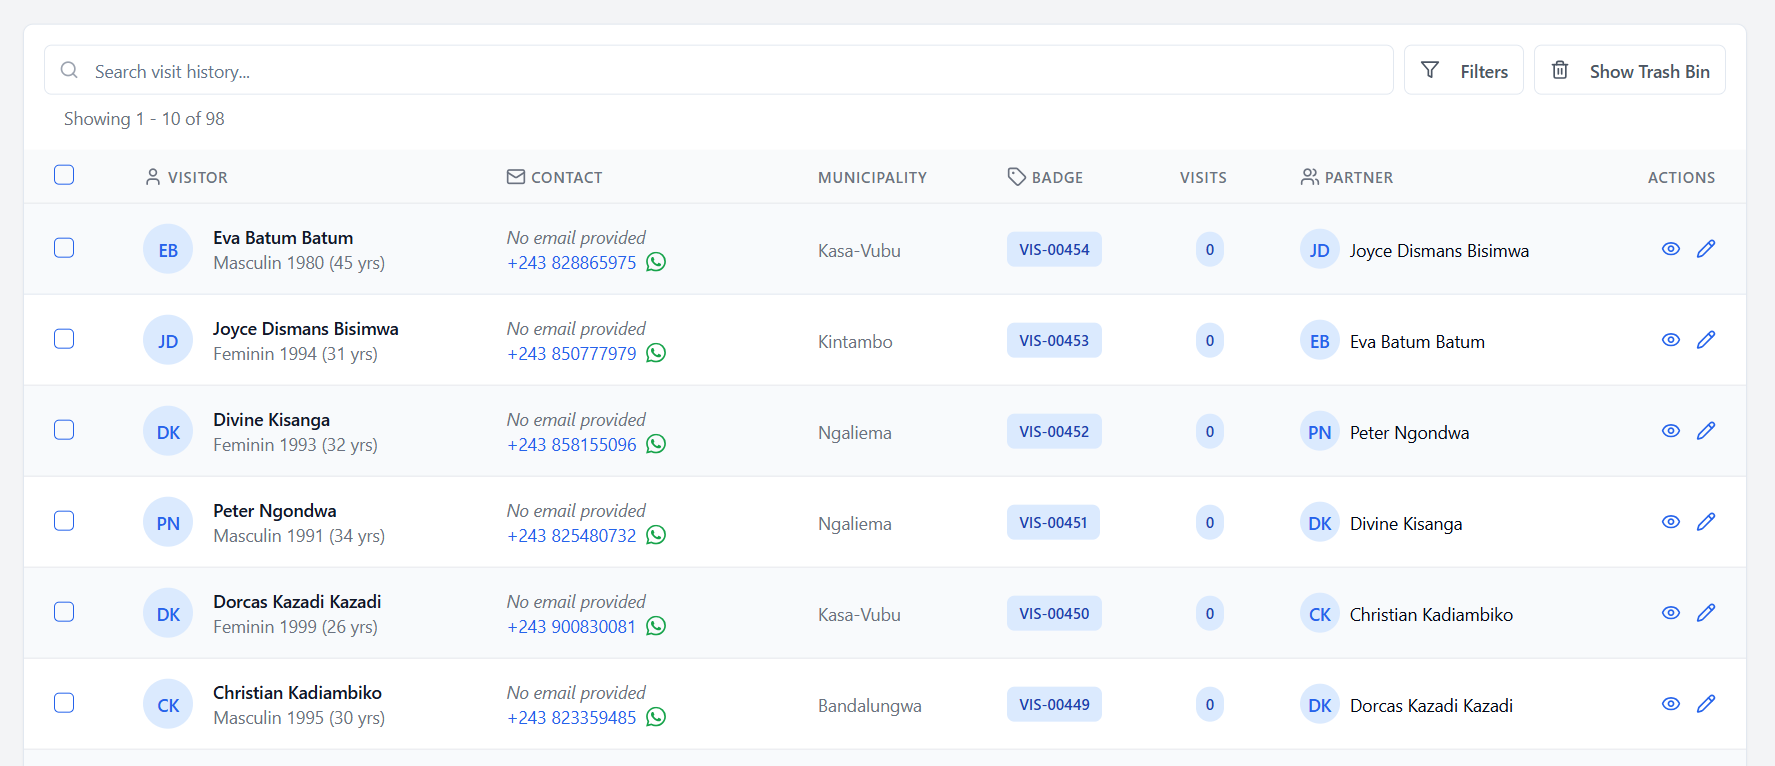 Search visit history...
Filters
Show Trash Bin
Showing 1 - 10 of 98
VISITOR CONTACT MUNICIPALITY BADGE VISITS PARTNER ACTIONS
EB Eva Batum Batum No email provided Kasa-Vubu VIS-00454 0 JD Joyce Dismans Bisimwa
Masculin 1980 (45 yrs) +243 828865975
JD Joyce Dismans Bisimwa No email provided Kintambo VIS-00453 0 EB Eva Batum Batum
Feminin 1994 (31 yrs) +243 850777979
DK Divine Kisanga No email provided Ngaliema VIS-00452 0 PN Peter Ngondwa
Feminin 1993 (32 yrs) +243 858155096
PN Peter Ngondwa No email provided Ngaliema VIS-00451 0 DK Divine Kisanga
Masculin 1991 (34 yrs) +243 825480732
DK Dorcas Kazadi Kazadi No email provided Kasa-Vubu VIS-00450 0 CK Christian Kadiambiko
Feminin 1999 (26 yrs) +243 900830081
CK Christian Kadiambiko No email provided Bandalungwa VIS-00449 0 DK Dorcas Kazadi Kazadi
Masculin 1995 (30 yrs) +243 823359485